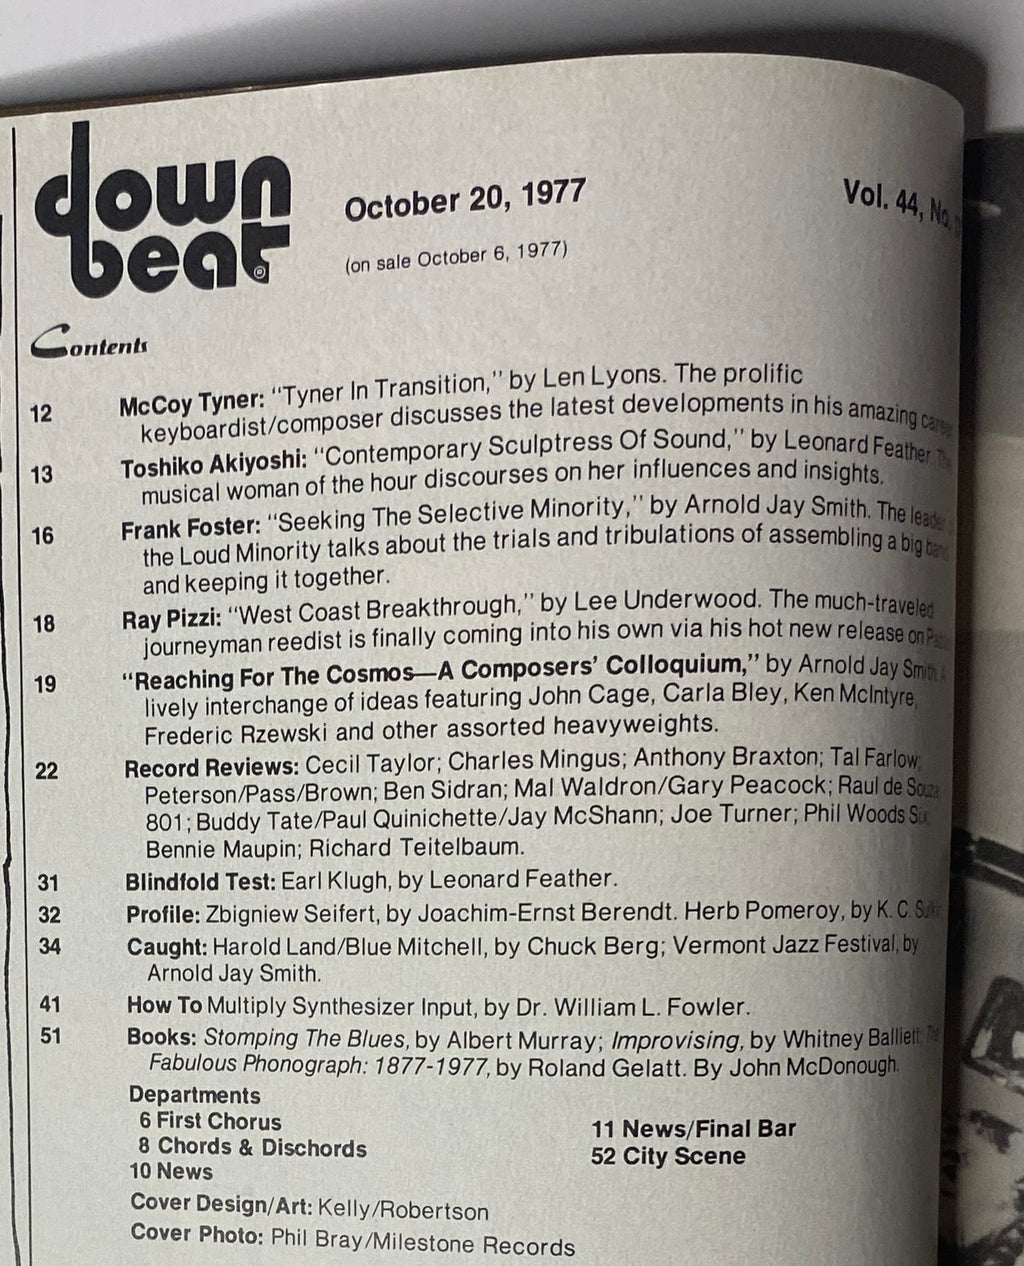 down
beat
®
October 20, 1977
Vol. 44, No.
(on sale October 6, 1977)
Contents
12 McCoy Tyner: "Tyner In Transition," by Len Lyons. The prolific
keyboardist/composer discusses the latest developments in his amazing career
13 Toshiko Akiyoshi: "Contemporary Sculptress Of Sound," by Leonard Feather. The
musical woman of the hour discourses on her influences and insights.
16 Frank Foster: "Seeking The Selective Minority," by Arnold Jay Smith. The leader
the Loud Minority talks about the trials and tribulations of assembling a big band
and keeping it together.
18 Ray Pizzi: "West Coast Breakthrough," by Lee Underwood. The much-traveled
journeyman reedist is finally coming into his own via his hot new release on
19 "Reaching For The Cosmos—A Composers' Colloquium," by Arnold Jay Smith. A
lively interchange of ideas featuring John Cage, Carla Bley, Ken McIntyre,
Frederic Rzewski and other assorted heavyweights.
22 Record Reviews: Cecil Taylor; Charles Mingus; Anthony Braxton; Tal Farlow;
Peterson/Pass/Brown; Ben Sidran; Mal Waldron/Gary Peacock; Raul de Souza
801; Buddy Tate/Paul Quinichette/Jay McShann; Joe Turner; Phil Woods Six;
Bennie Maupin; Richard Teitelbaum.
31 Blindfold Test: Earl Klugh, by Leonard Feather.
32 Profile: Zbigniew Seifert, by Joachim-Ernst Berendt. Herb Pomeroy, by K. C.
34 Caught: Harold Land/Blue Mitchell, by Chuck Berg; Vermont Jazz Festival, by
Arnold Jay Smith.
41 How To Multiply Synthesizer Input, by Dr. William L. Fowler.
51 Books: Stomping The Blues, by Albert Murray; Improvising, by Whitney Balliett; The
Fabulous Phonograph: 1877-1977, by Roland Gelatt. By John McDonough.
Departments
6 First Chorus
8 Chords & Dischords
10 News
11 News/Final Bar
52 City Scene
Cover Design/Art: Kelly/Robertson
Cover Photo: Phil Bray/Milestone Records